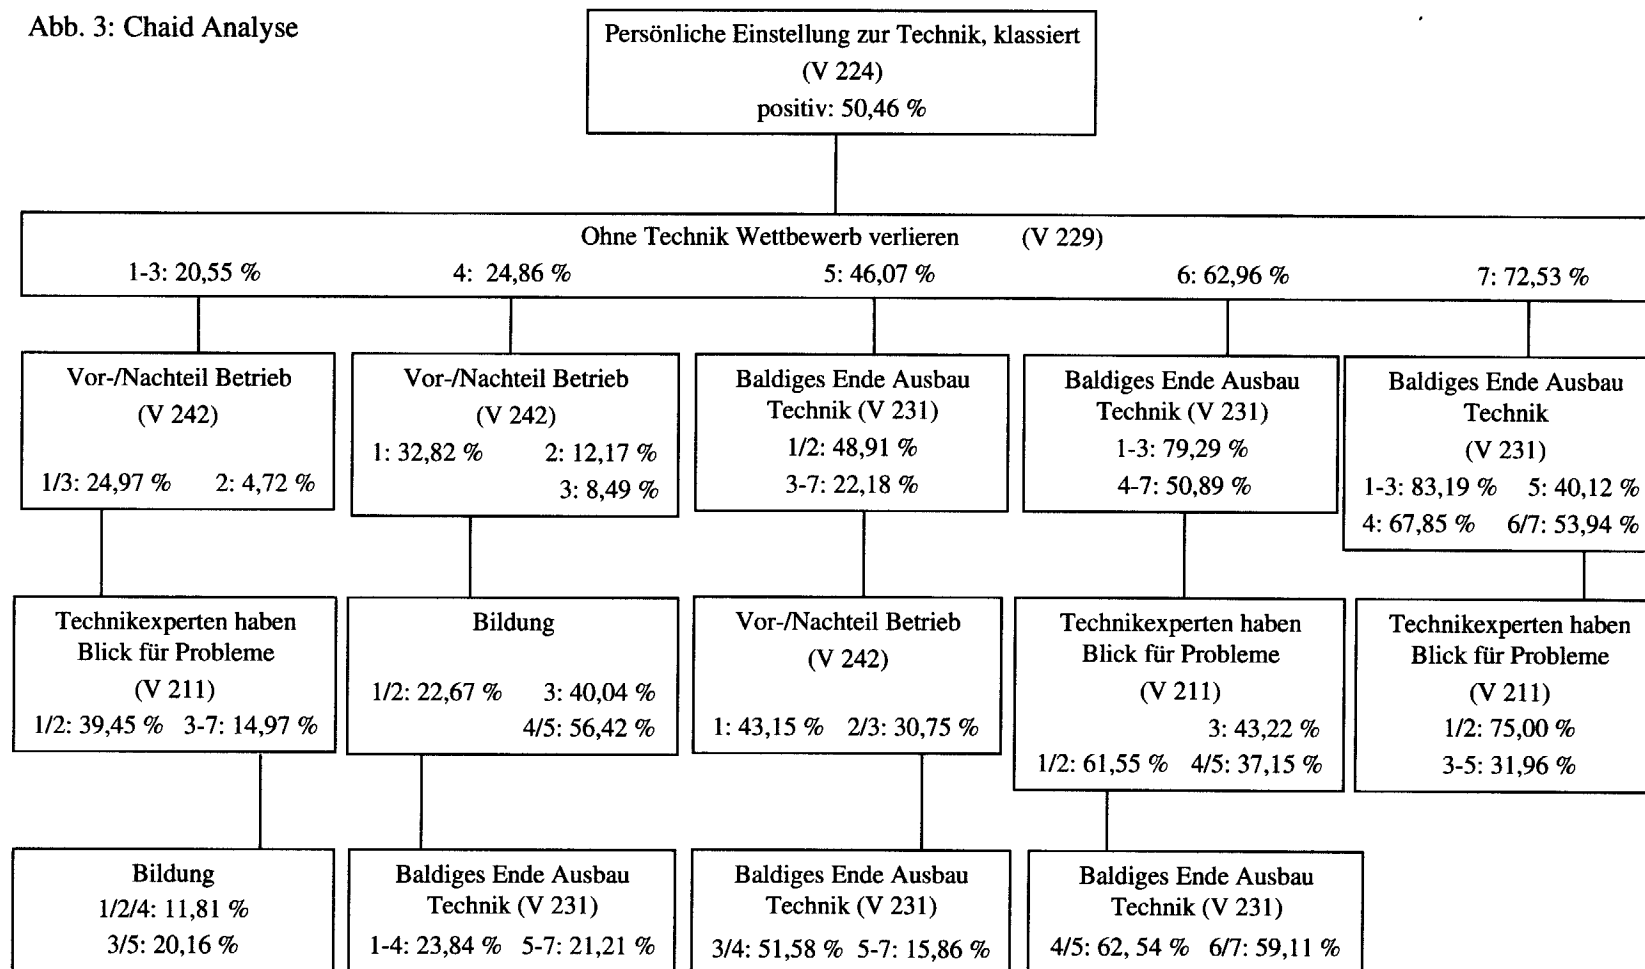 Abb. 3: Chaid Analyse
Persönliche Einstellung zur Technik, klassiert
(V 224)
positiv: 50,46 %
Ohne Technik Wettbewerb verlieren (V 229)
1-3: 20,55 % 4: 24,86 % 5: 46,07 % 6: 62,96 % 7: 72,53 %
Vor-/Nachteil Betrieb
(V 242)
1/3: 24,97 % 2: 4,72 %
Vor-/Nachteil Betrieb
(V 242)
1: 32,82 % 2: 12,17 %
3: 8,49 %
Baldiges Ende Ausbau
Technik (V 231)
1/2: 48,91 %
3-7: 22,18 %
Baldiges Ende Ausbau
Technik (V 231)
1-3: 79,29 %
4-7: 50,89 %
Baldiges Ende Ausbau
Technik
(V 231)
1-3: 83,19 % 5: 40,12 %
4: 67,85 % 6/7: 53,94 %
Technikexperten haben
Blick für Probleme
(V 211)
1/2: 39,45 % 3-7: 14,97 %
Bildung
1/2: 22,67 % 3: 40,04 %
4/5: 56,42 %
Vor-/Nachteil Betrieb
(V 242)
1: 43,15 % 2/3: 30,75 %
Technikexperten haben
Blick für Probleme
(V 211)
3: 43,22 %
1/2: 61,55 % 4/5: 37,15 %
Technikexperten haben
Blick für Probleme
(V 211)
1/2: 75,00 %
3-5: 31,96 %
Bildung
1/2/4: 11,81 %
3/5: 20,16 %
Baldiges Ende Ausbau
Technik (V 231)
1-4: 23,84 % 5-7: 21,21 %
Baldiges Ende Ausbau
Technik (V 231)
3/4: 51,58 % 5-7: 15,86 %
Baldiges Ende Ausbau
Technik (V 231)
4/5: 62, 54 % 6/7: 59,11 %